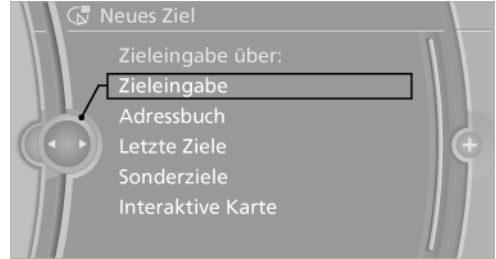 Neues Ziel
Zieleingabe über:
Zieleingabe
Adressbuch
Letzte Ziele
Sonderziele
Interaktive Karte